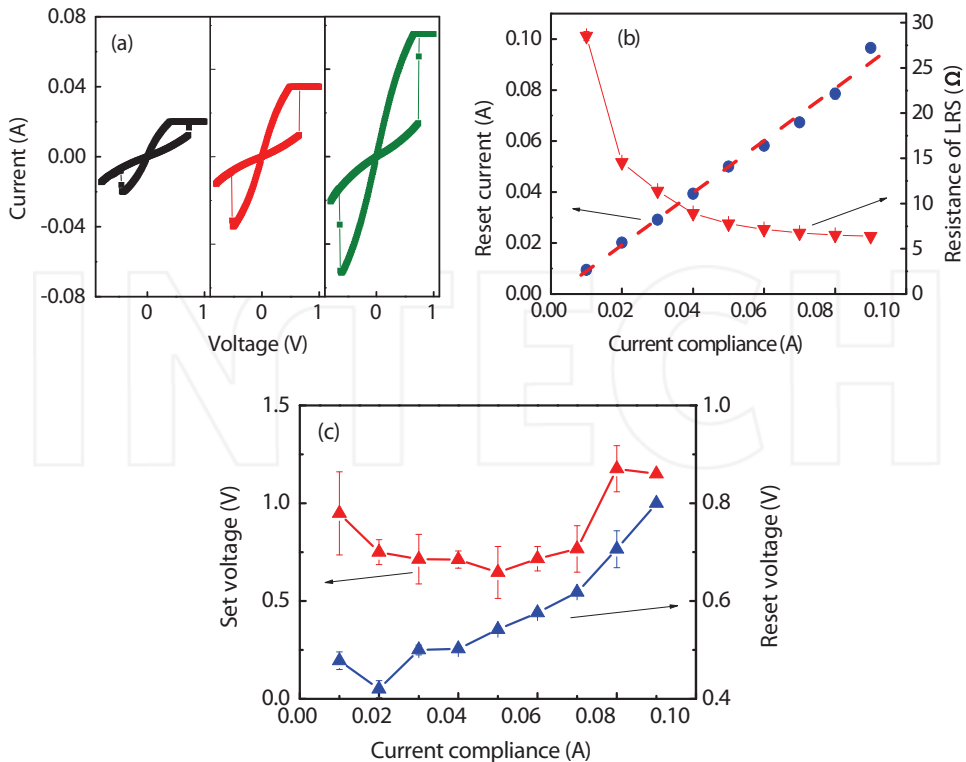 (a)
0.08
0.04
0.00
-0.04
-0.08
Current (A)
0 1 0 1 0 1
Voltage (V)
(b)
0.10
0.08
0.06
0.04
0.02
0.00
Reset current (A)
30
25
20
15
10
5
0
Resistance of LRS (Ω)
0.00 0.02 0.04 0.06 0.08 0.10
Current compliance (A)
INTECH
(c)
1.5
1.0
0.5
0.0
Set voltage (V)
1.0
0.8
0.6
0.4
Reset voltage (V)
0.00 0.02 0.04 0.06 0.08 0.10
Current compliance (A)